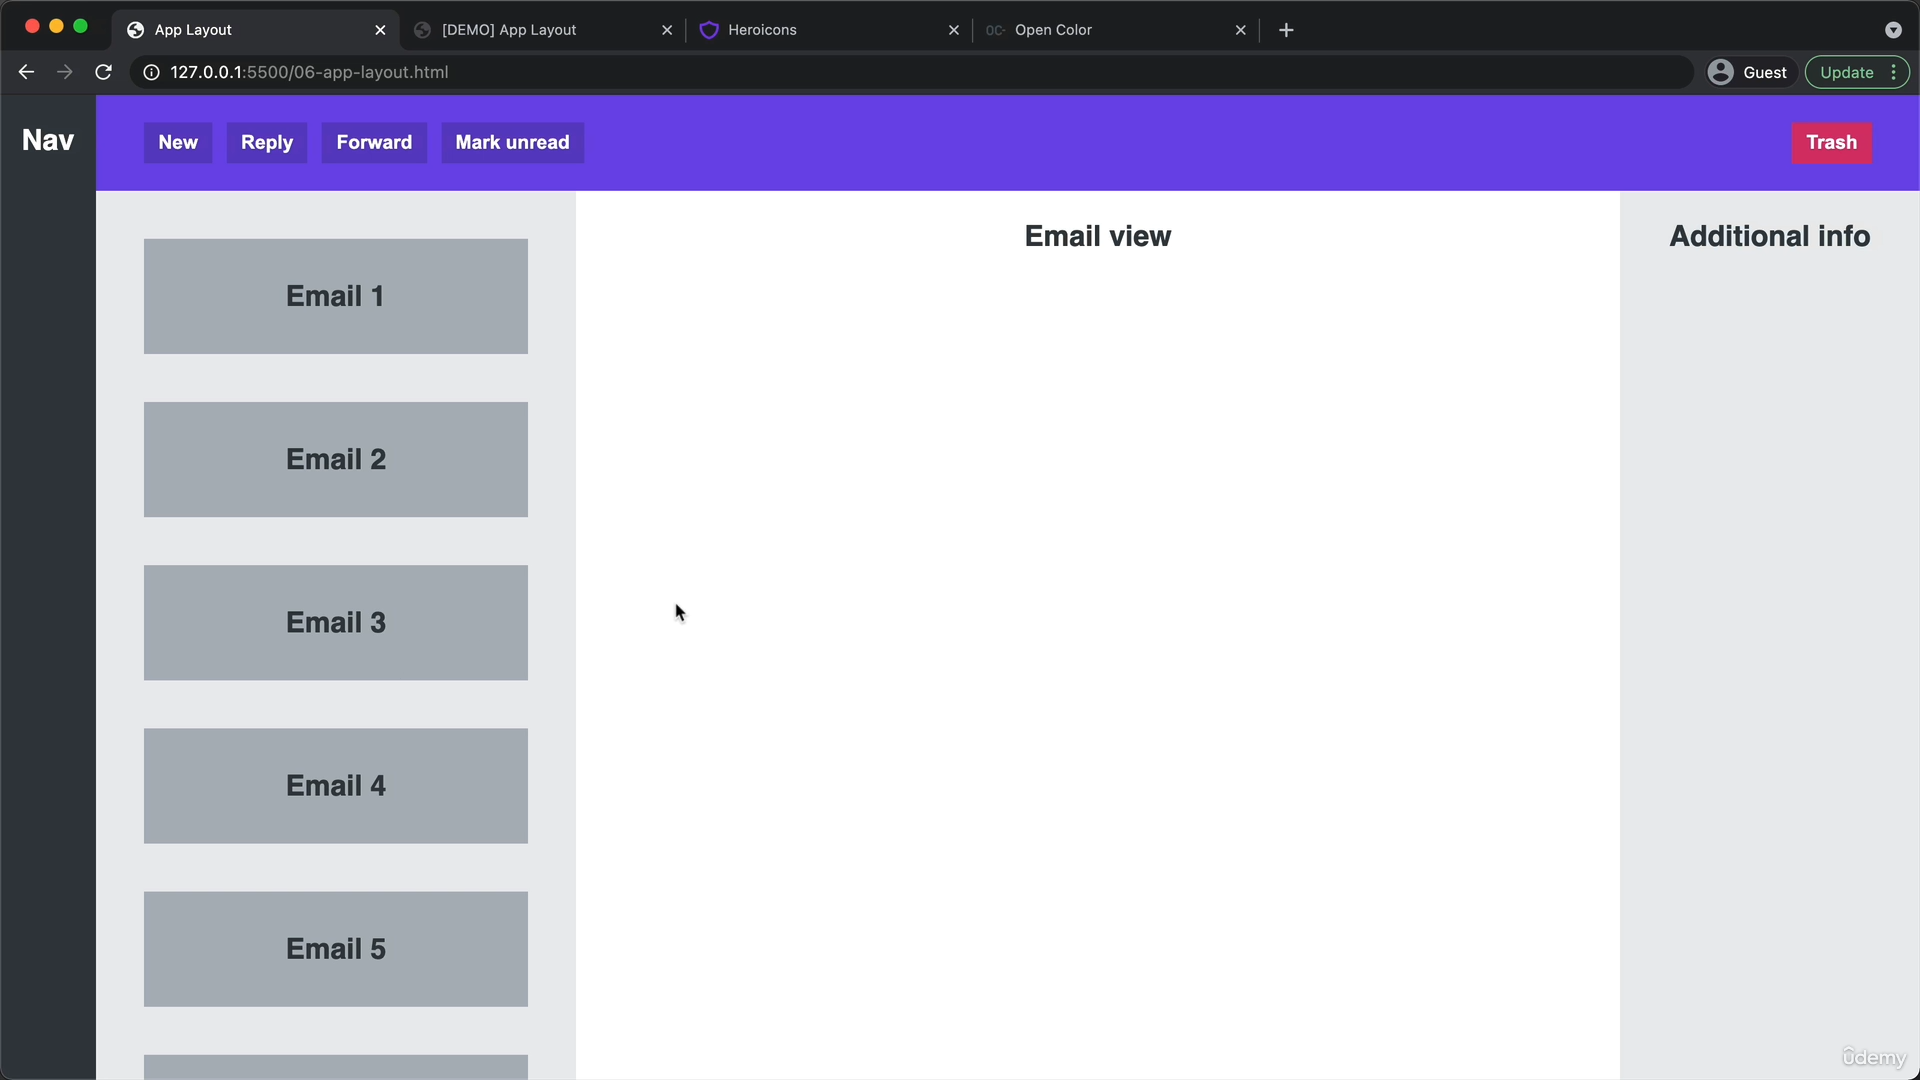 App Layout
[DEMO] App Layout
Heroicons
OC- Open Color
127.0.0.1:5500/06-app-layout.html
Guest
Update
Nav
New
Reply
Forward
Mark unread
Trash
Email 1
Email 2
Email 3
Email 4
Email 5
Email view
Additional info
ûdemy